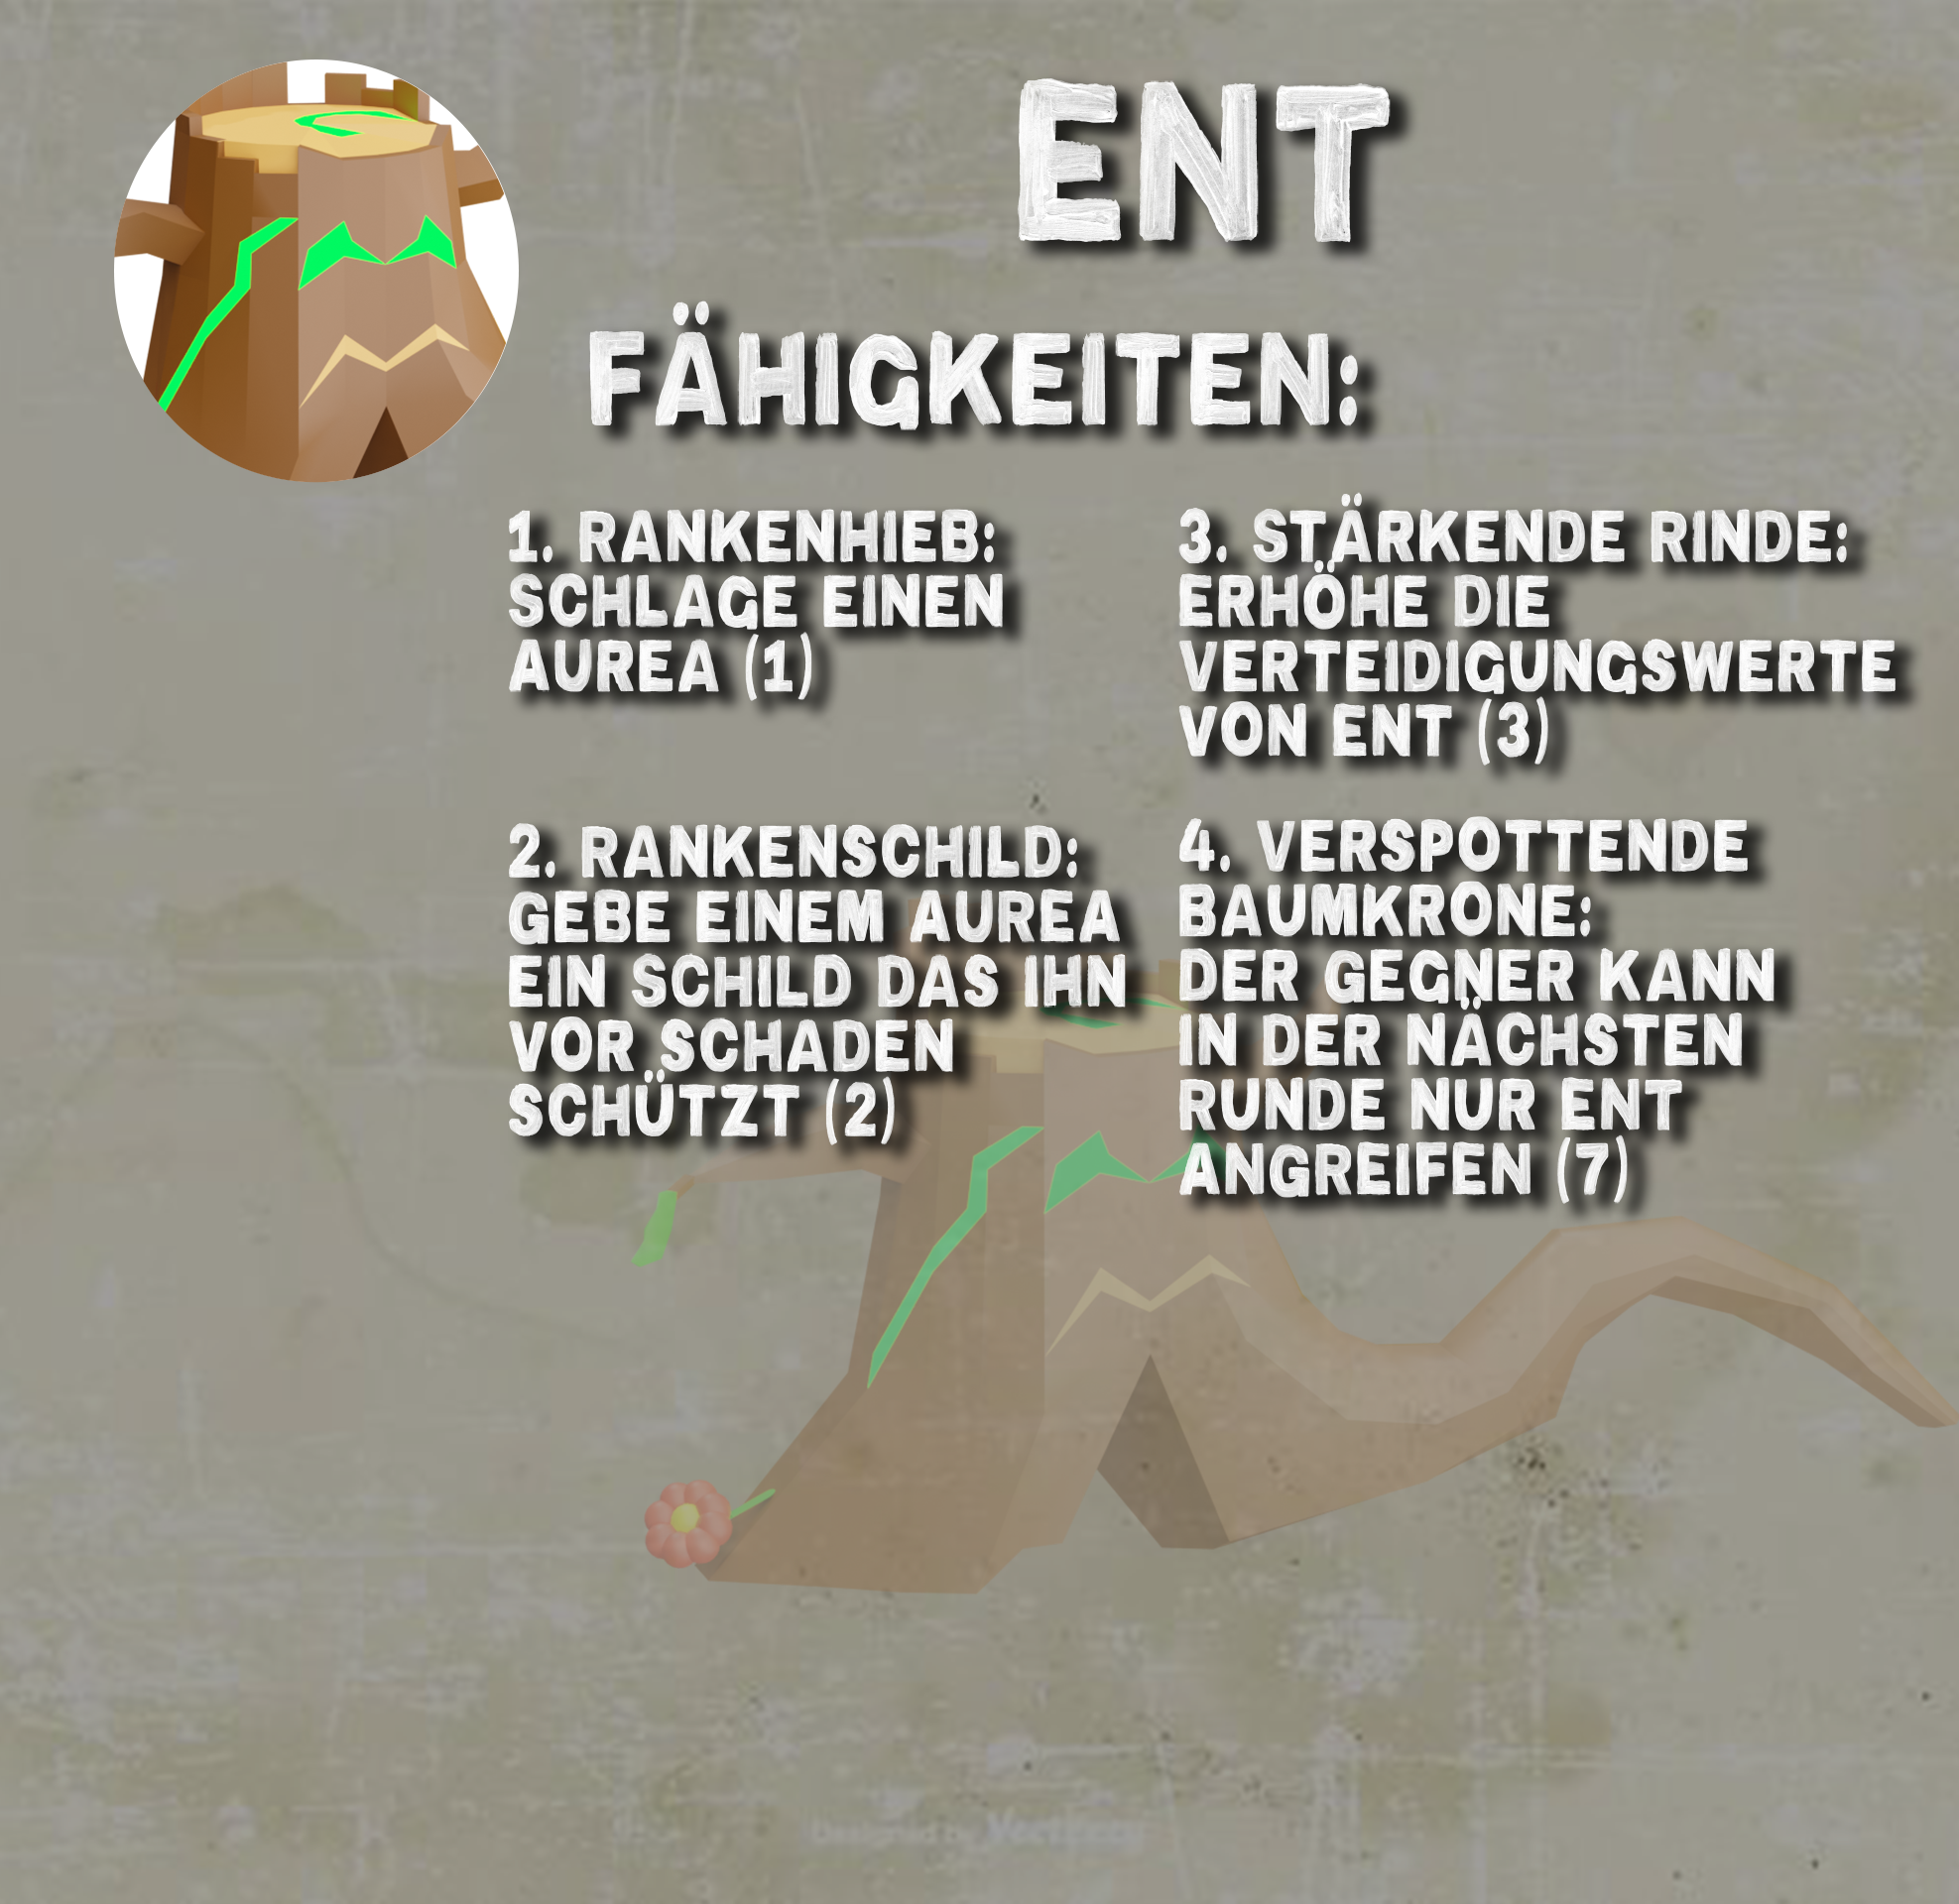 ENT
FÄHIGKEITEN:
1. RANKENHIEB:
SCHLAGE EINEN
AUREA (1)
2. RANKENSCHILD:
GEBE EINEM AUREA
EIN SCHILD DAS IHN
VOR SCHADEN
SCHÜTZT (2)
3. STÄRKENDE RINDE:
ERHÖHE DIE
VERTEIDIGUNGSWERTE
VON ENT (3)
4. VERSPOTTENDE
BAUMKRONE:
DER GEGNER KANN
IN DER NÄCHSTEN
RUNDE NUR ENT
ANGREIFEN (7)